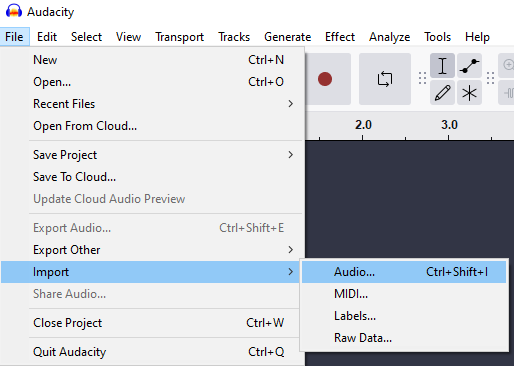 Audacity
File Edit Select View Transport Tracks Generate Effect Analyze Tools Help
New Ctrl+N
Open... Ctrl+O
Recent Files
Open From Cloud...
2.0 3.0
Save Project
Save To Cloud...
Update Cloud Audio Preview
Export Audio... Ctrl+Shift+E
Export Other
Import
Audio... Ctrl+Shift+I
MIDI...
Share Audio...
Labels...
Close Project Ctrl+W
Raw Data...
Quit Audacity Ctrl+Q